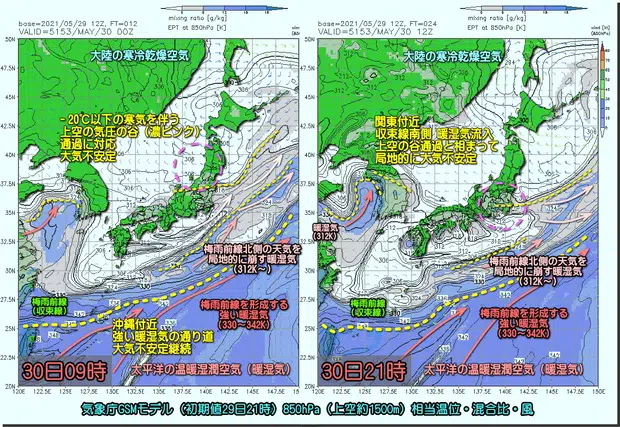 mixing ratio [g/kg]
EPT at 850hPa [K]
base=2021/05/29 12Z, FT=012
VALID=5153/MAY/30 00Z
大陸の寒冷乾燥空気
-20℃以下の寒気を伴う
上空の気圧の谷(濃ピンク)
通過に対応
大気不安定
梅雨前線北側の天気を
局地的に崩す暖湿気
(312K~)
梅雨前線
(収束線)
梅雨前線を形成する
強い暖湿気
(330~342K)
沖縄付近
強い暖湿気の通り道
大気不安定継続
30日09時
太平洋の温暖湿潤空気(暖湿気)
mixing ratio [g/kg]
EPT at 850hPa [K]
base=2021/05/29 12Z, FT=024
VALID=5153/MAY/30 12Z
大陸の寒冷乾燥空気
関東付近
収束線南側 暖湿気流入
上空の谷通過と相まって
局地的に大気不安定
暖湿気
(312K)
梅雨前線北側の天気を
局地的に崩す暖湿気
(312K~)
梅雨前線
(収束線)
梅雨前線を形成する
強い暖湿気
(330~342K)
30日21時
太平洋の温暖湿潤空気(暖湿気)
気象庁GSMモデル(初期値29日21時)850hPa(上空約1500m)相当温位・混合比・風